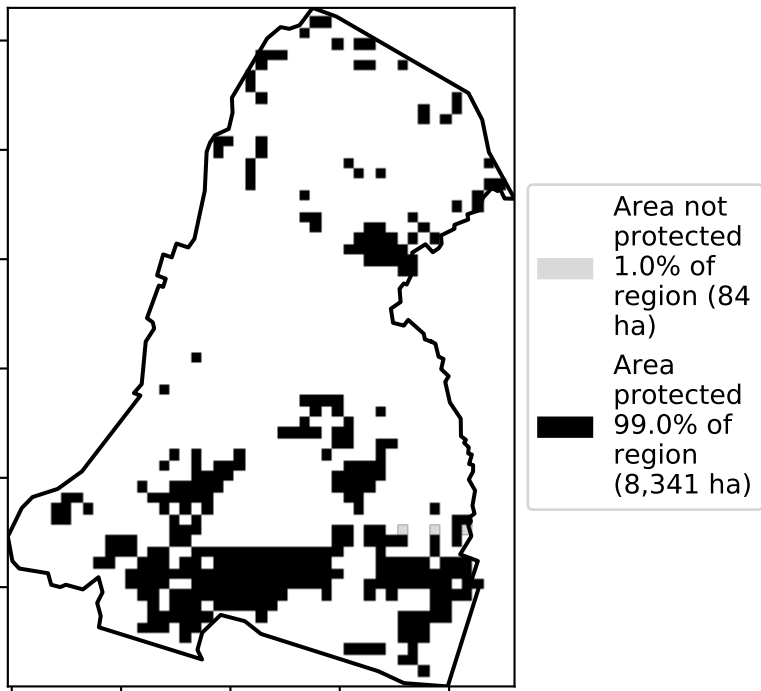 Area not
protected
1.0% of
region (84
ha)
Area
protected
99.0% of
region
(8,341 ha)